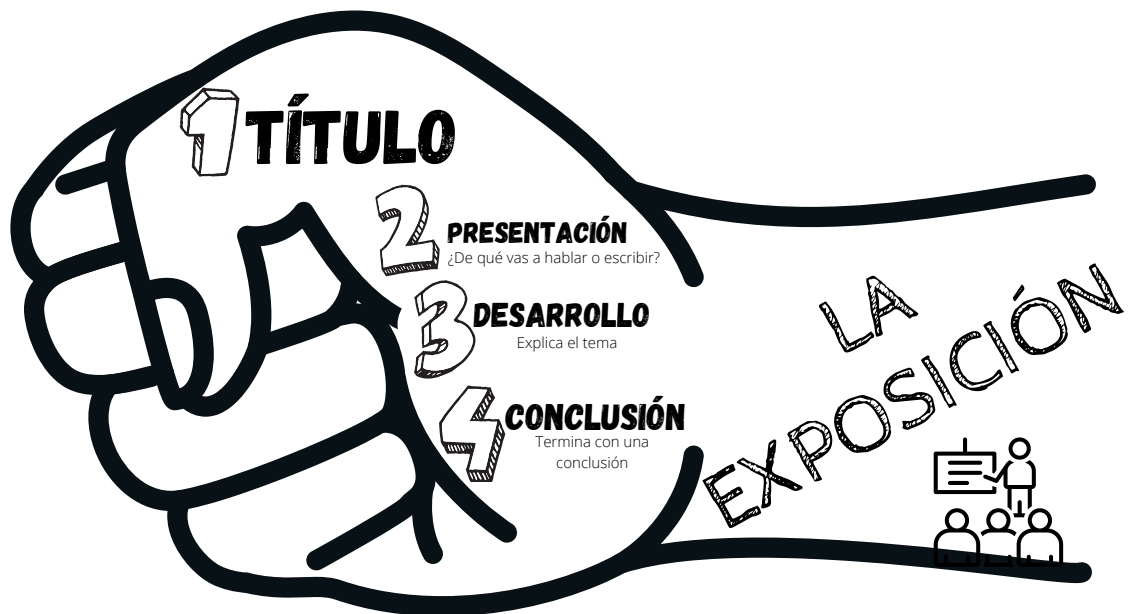 1 TÍTULO
2 PRESENTACIÓN
¿De qué vas a hablar o escribir?
3 DESARROLLO
Explica el tema
4 CONCLUSIÓN
Termina con una
conclusión
LA
EXPOSICIÓN